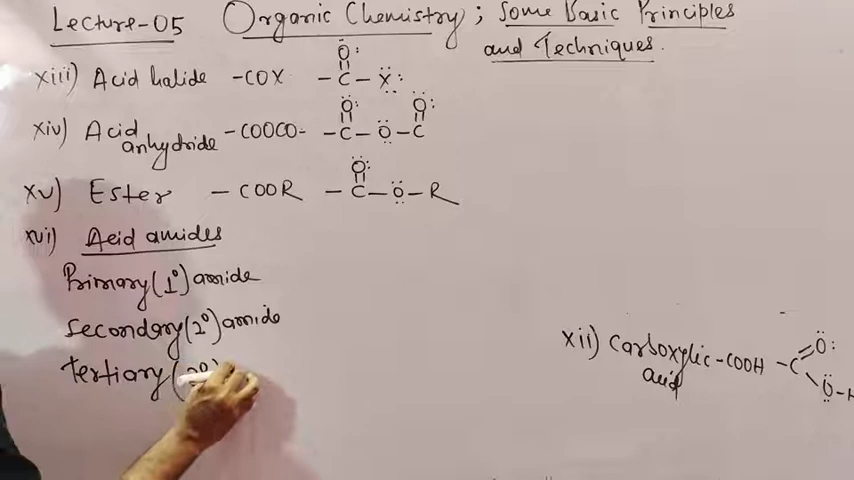 Lecture-05 Organic Chemistry; Some Basic Principles
and Techniques.
xiii) Acid halide -COX -C-X:
O:
xiv) Acid anhydride -COOCO- -C-O-C
O: O:
xv) Ester -COOR -C-O-R
O:
xvi) Acid amides
Primary (1°) amide
Secondary (2°) amide
Tertiary (3°)
xii) Carboxylic acid -COOH -C
O:
O-H